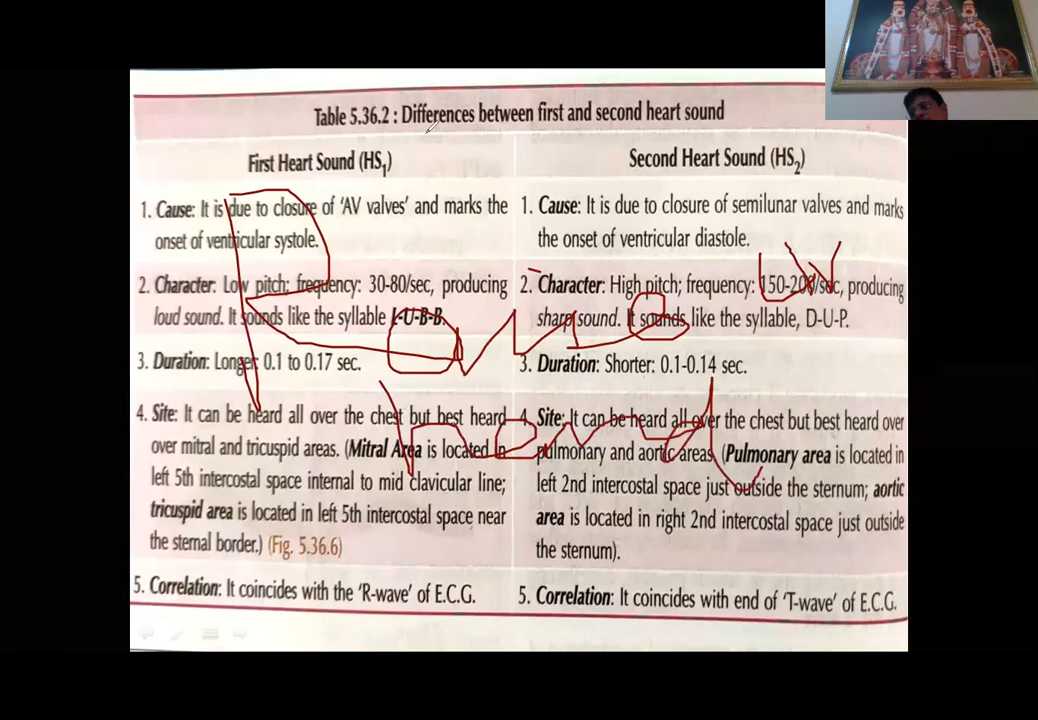 Table 5.36.2 : Differences between first and second heart sound
First Heart Sound (HS1)
1. Cause: It is due to closure of 'AV valves' and marks the
onset of ventricular systole.
2. Character: Low pitch; frequency: 30-80/sec, producing
loud sound. It sounds like the syllable L-U-B-B.
3. Duration: Longer; 0.1 to 0.17 sec.
4. Site: It can be heard all over the chest but best heard
over mitral and tricuspid areas. (Mitral Area is located in
left 5th intercostal space internal to mid clavicular line;
tricuspid area is located in left 5th intercostal space near
the sternal border.) (Fig. 5.36.6)
5. Correlation: It coincides with the 'R-wave' of E.C.G.
Second Heart Sound (HS2)
1. Cause: It is due to closure of semilunar valves and marks
the onset of ventricular diastole.
2. Character: High pitch; frequency: 150-200/sec, producing
sharp sound. It sounds like the syllable, D-U-P.
3. Duration: Shorter: 0.1-0.14 sec.
4. Site: It can be heard all over the chest but best heard over
pulmonary and aortic areas. (Pulmonary area is located in
left 2nd intercostal space just outside the sternum; aortic
area is located in right 2nd intercostal space just outside
the sternum).
5. Correlation: It coincides with end of 'T-wave' of E.C.G.